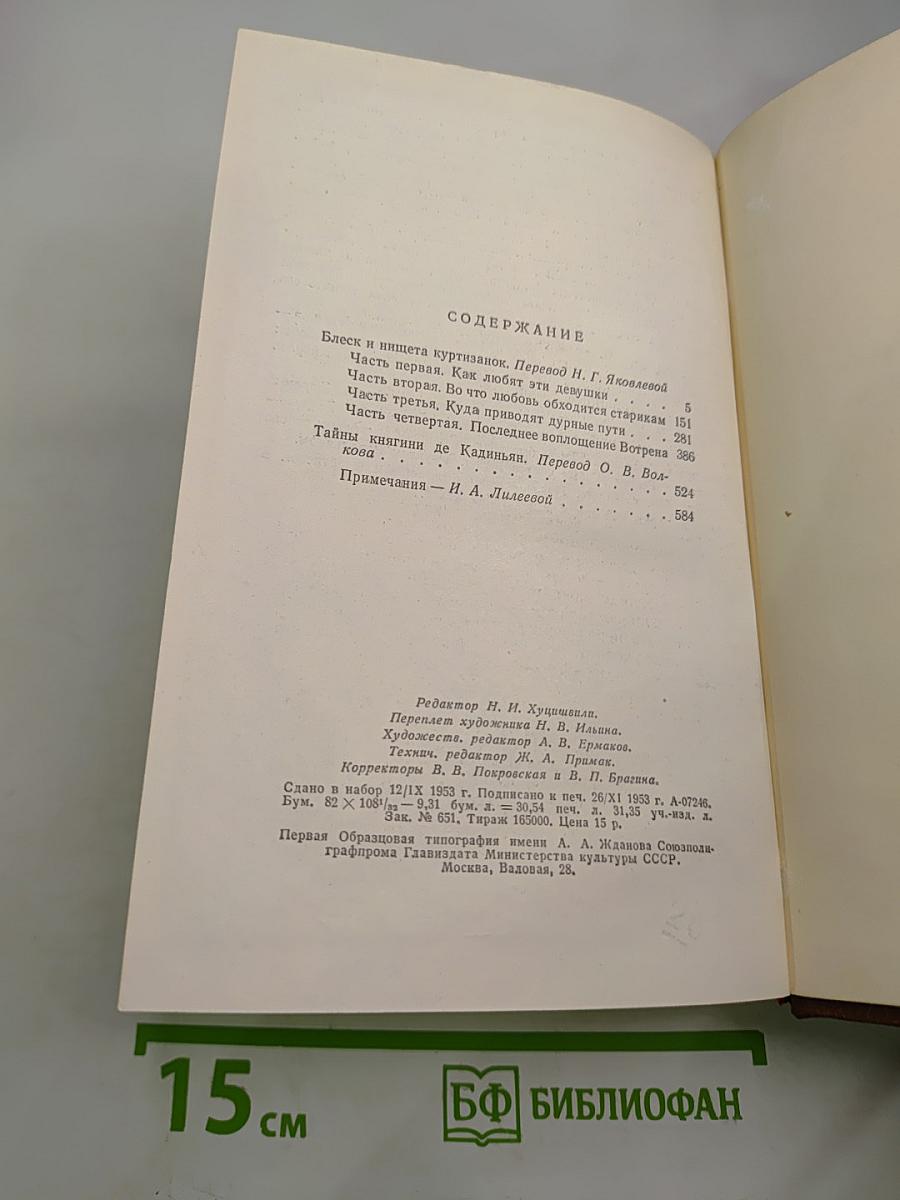 СОДЕРЖАНИЕ
Блеск и нищета куртизанок. Перевод Н. Г. Яковлевой
Часть первая. Как любят эти девушки . . . . 5
Часть вторая. Во что любовь обходится старикам 151
Часть третья. Куда приводят дурные пути . . . 281
Часть четвертая. Последнее воплощение Вотрена 386
Тайны княгини де Кадиньян. Перевод О. В. Вол-
кова . . . . . . . . . . . . . . . 524
Примечания — И. А. Лилеевой . . . . . . . 584
Редактор Н. И. Хуцишвили.
Переплет художника Н. В. Ильина.
Художеств. редактор А. В. Ермаков.
Технич. редактор Ж. А. Примак.
Корректоры В. В. Покровская и В. П. Брагина.
Сдано в набор 12/IX 1953 г. Подписано к печ. 26/XI 1953 г. А-07246.
Бум. 82 × 108¹/₃₂ — 9,31 бум. л. = 30,54 печ. л. 31,35 уч.-изд. л.
Зак. № 651. Тираж 165000. Цена 15 р.
Первая Образцовая типография имени А. А. Жданова Союзполи-
графпрома Главиздата Министерства культуры СССР.
Москва, Валовая, 28.
15 см
БФ БИБЛИОФАН